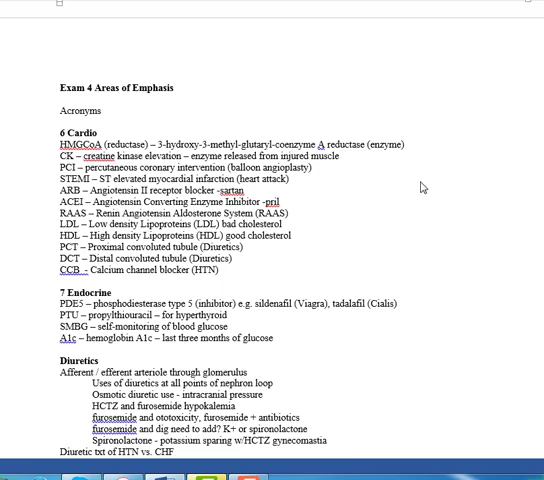 Exam 4 Areas of Emphasis
Acronyms
6 Cardio
HMGCoA (reductase) – 3-hydroxy-3-methyl-glutaryl-coenzyme A reductase (enzyme)
CK – creatine kinase elevation – enzyme released from injured muscle
PCI – percutaneous coronary intervention (balloon angioplasty)
STEMI – ST elevated myocardial infarction (heart attack)
ARB – Angiotensin II receptor blocker -sartan
ACEI – Angiotensin Converting Enzyme Inhibitor -pril
RAAS – Renin Angiotensin Aldosterone System (RAAS)
LDL – Low density Lipoproteins (LDL) bad cholesterol
HDL – High density Lipoproteins (HDL) good cholesterol
PCT – Proximal convoluted tubule (Diuretics)
DCT – Distal convoluted tubule (Diuretics)
CCB - Calcium channel blocker (HTN)
7 Endocrine
PDE5 – phosphodiesterase type 5 (inhibitor) e.g. sildenafil (Viagra), tadalafil (Cialis)
PTU – propylthiouracil – for hyperthyroid
SMBG – self-monitoring of blood glucose
A1c – hemoglobin A1c – last three months of glucose
Diuretics
Afferent / efferent arteriole through glomerulus
Uses of diuretics at all points of nephron loop
Osmotic diuretic use - intracranial pressure
HCTZ and furosemide hypokalemia
furosemide and ototoxicity, furosemide + antibiotics
furosemide and dig need to add? K+ or spironolactone
Spironolactone - potassium sparing w/HCTZ gynecomastia
Diuretic txt of HTN vs. CHF